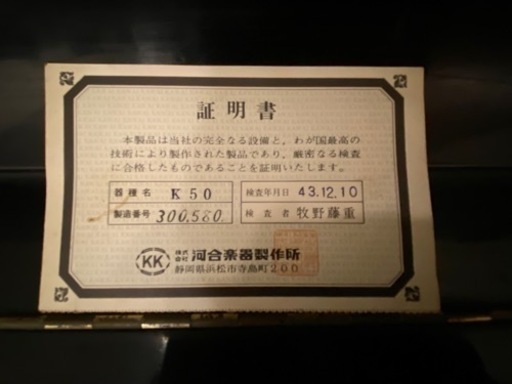 証明書
本製品は当社の完全なる設備と、わが国最高の
技術により製作された製品であり、厳密なる検査
に合格したものであることを証明いたします。
器種名 K50 検査年月日 43.12.10
製造番号 300,580 検査者 牧野藤重
KK 株式会社 河合楽器製作所
静岡県浜松市寺島町200